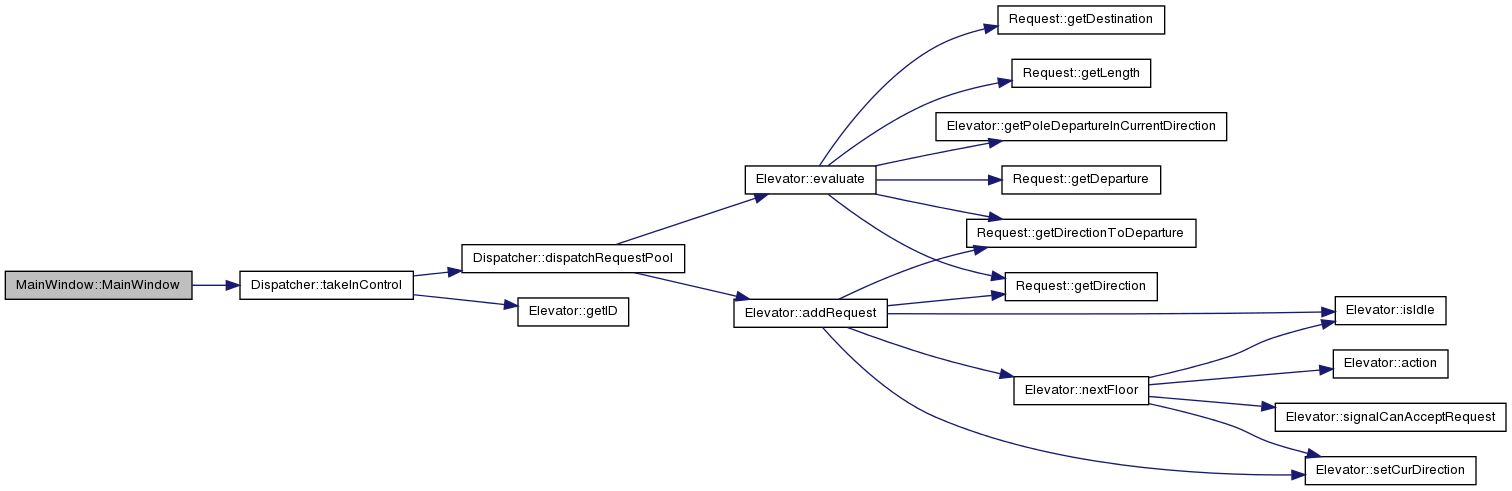 Request::getDestination
Request::getLength
Elevator::getPoleDepartureInCurrentDirection
Elevator::evaluate
Request::getDeparture
Request::getDirectionToDeparture
Dispatcher::dispatchRequestPool
MainWindow::MainWindow
Dispatcher::takeInControl
Request::getDirection
Elevator::getID
Elevator::addRequest
Elevator::isIdle
Elevator::action
Elevator::nextFloor
Elevator::signalCanAcceptRequest
Elevator::setCurDirection